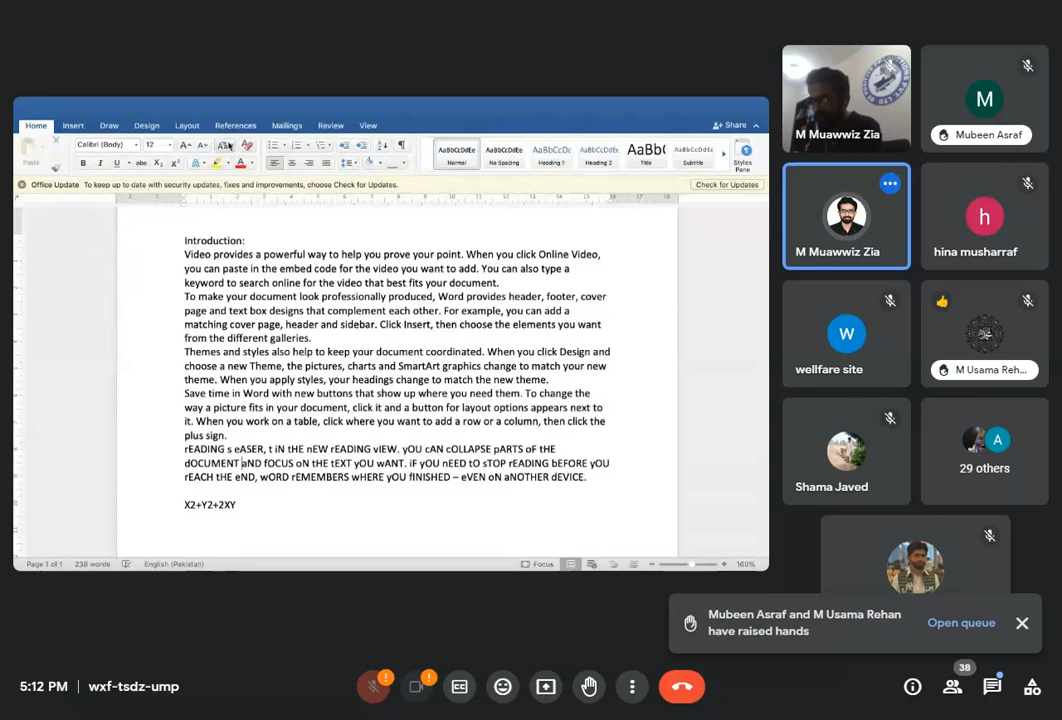 Home Insert Draw Design Layout References Mailings Review View Share
Calibri (Body) 12 AaBbCcDdEe AaBbCcDdEe AaBbCcDc AaBbCcDdEe AaBbC AaBbCcDdEe
Paste B I U abc X2 X2 A A Normal No Spacing Heading 1 Heading 2 Title Subtitle Styles Pane
Office Update To keep up to date with security updates, fixes and improvements, choose Check for Updates. Check for Updates
Introduction:
Video provides a powerful way to help you prove your point. When you click Online Video,
you can paste in the embed code for the video you want to add. You can also type a
keyword to search online for the video that best fits your document.
To make your document look professionally produced, Word provides header, footer, cover
page and text box designs that complement each other. For example, you can add a
matching cover page, header and sidebar. Click Insert, then choose the elements you want
from the different galleries.
Themes and styles also help to keep your document coordinated. When you click Design and
choose a new Theme, the pictures, charts and SmartArt graphics change to match your new
theme. When you apply styles, your headings change to match the new theme.
Save time in Word with new buttons that show up where you need them. To change the
way a picture fits in your document, click it and a button for layout options appears next to
it. When you work on a table, click where you want to add a row or a column, then click the
plus sign.
rEADING s eASER, t iN tHE nEW rEADING vIEW. yOU cAN cOLLAPSE pARTS oF tHE
dOCUMENT aND fOCUS oN tHE tEXT yOU wANT. iF yOU nEED tO sTOP rEADING bEFORE yOU
rEACH tHE eND, wORD rEMEMBERS wHERE yOU fINISHED – eVEN oN aNOTHER dEVICE.
X2+Y2+2XY
Page 1 of 1 238 words English (Pakistan) Focus 160%
M Muawwiz Zia
M
Mubeen Asraf
M Muawwiz Zia
h
hina musharraf
W
wellfare site
M Usama Reh...
Shama Javed
A
29 others
Mubeen Asraf and M Usama Rehan
have raised hands
Open queue
5:12 PM wxf-tsdz-ump
38